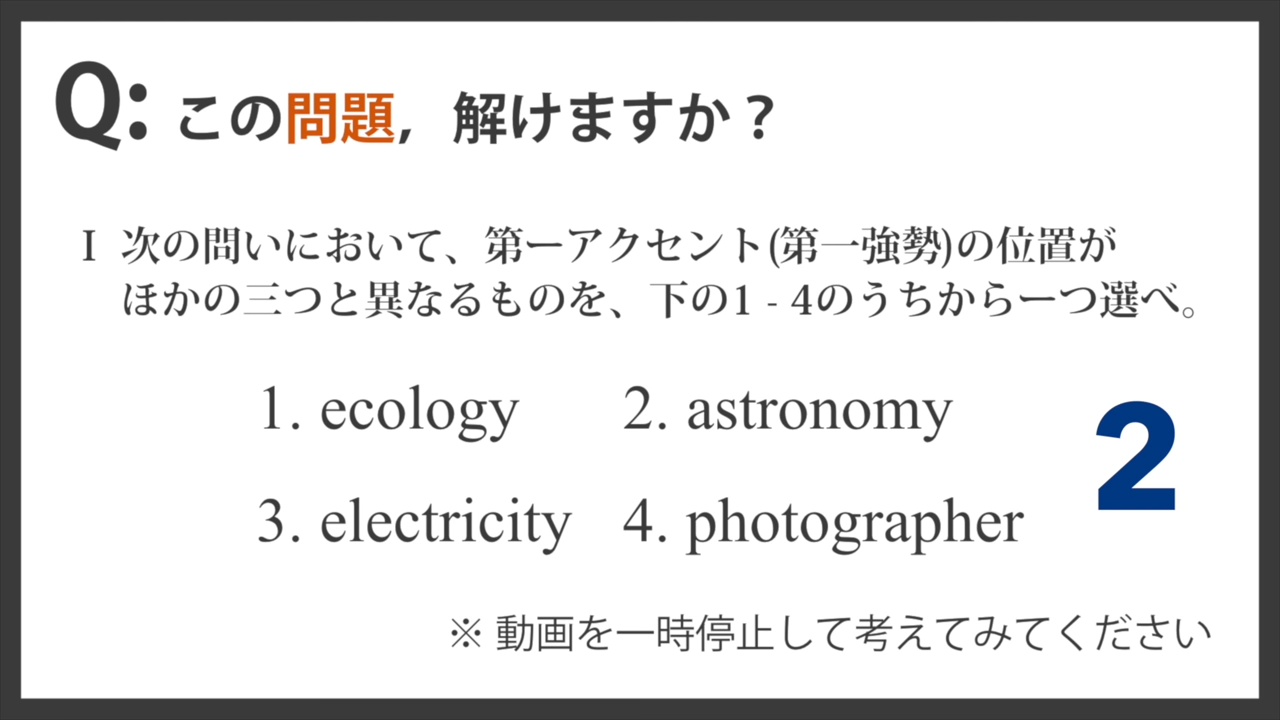 Q: この問題，解けますか？
I 次の問いにおいて、第一アクセント(第一強勢)の位置が
ほかの三つと異なるものを、下の1 - 4のうちから一つ選べ。
1. ecology 2. astronomy
2
3. electricity 4. photographer
※ 動画を一時停止して考えてみてください